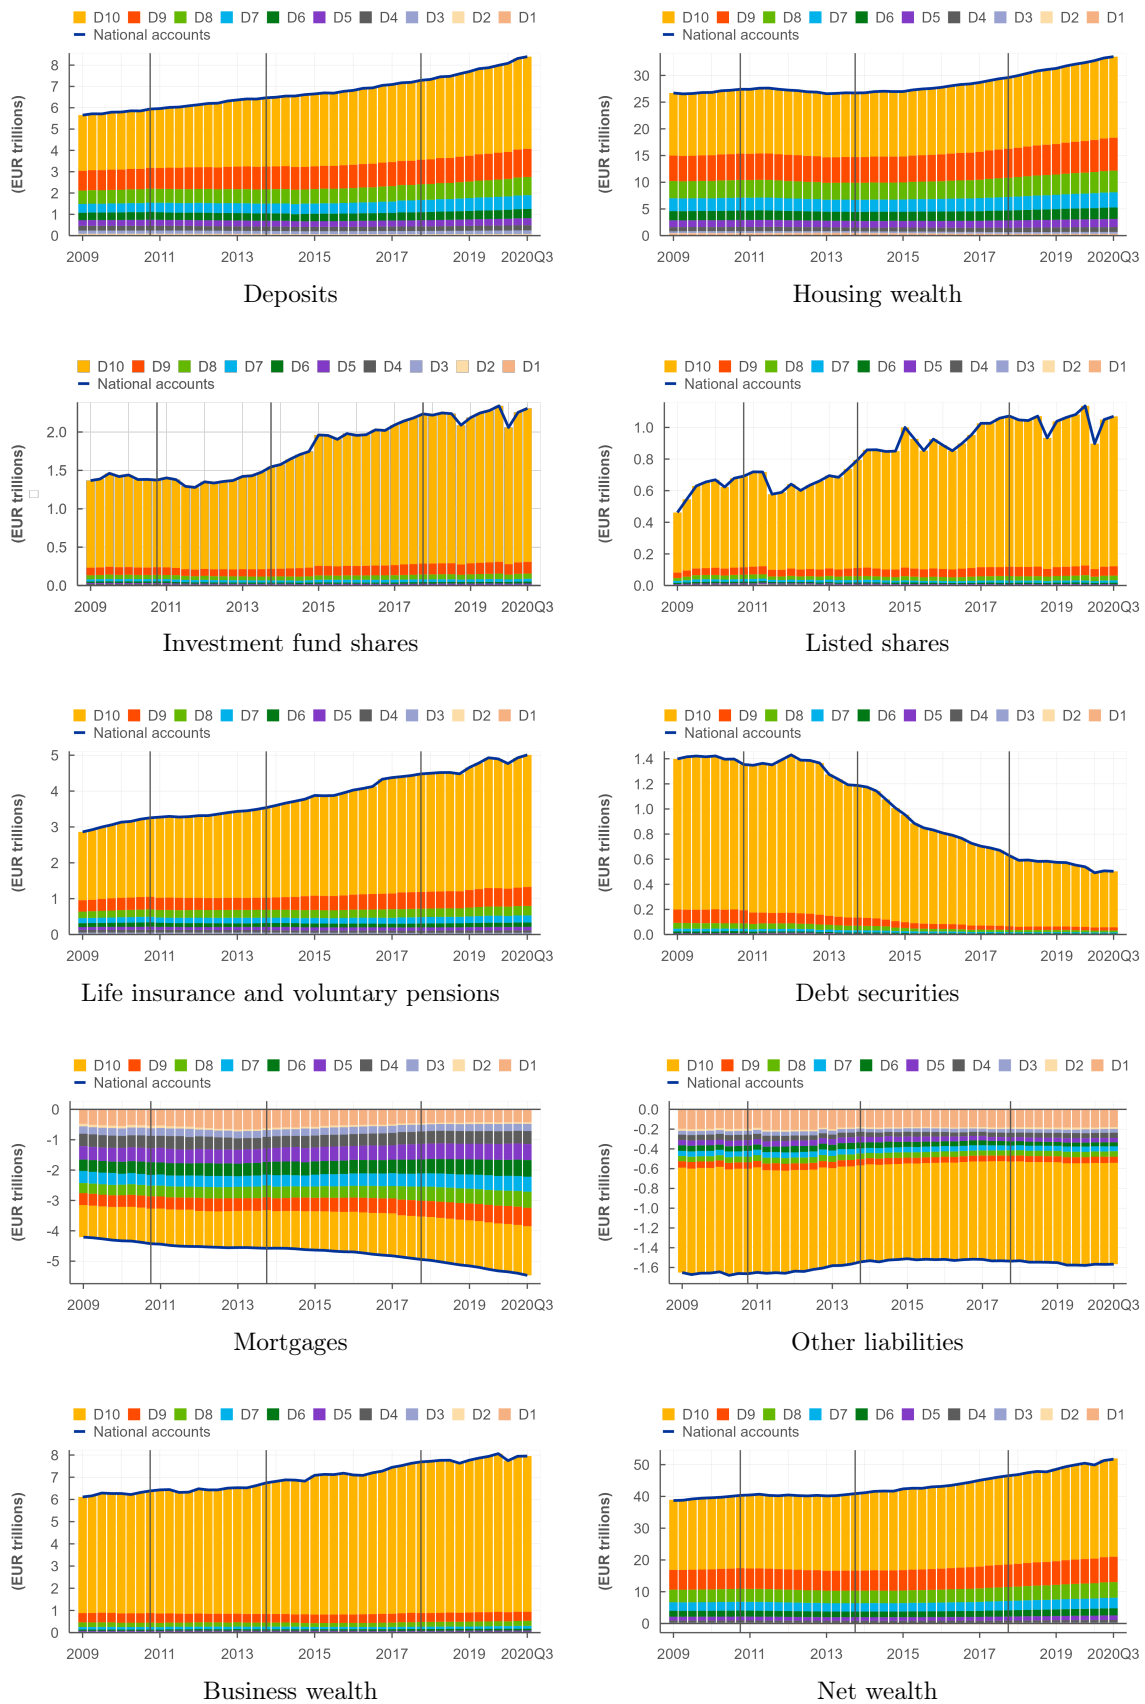 D10 D9 D8 D7 D6 D5 D4 D3 D2 D1
National accounts
(EUR trillions)
8
7
6
5
4
3
2
1
0
2009 2011 2013 2015 2017 2019 2020Q3
Deposits
D10 D9 D8 D7 D6 D5 D4 D3 D2 D1
National accounts
(EUR trillions)
30
25
20
15
10
5
0
2009 2011 2013 2015 2017 2019 2020Q3
Housing wealth
D10 D9 D8 D7 D6 D5 D4 D3 D2 D1
National accounts
(EUR trillions)
2.0
1.5
1.0
0.5
0.0
2009 2011 2013 2015 2017 2019 2020Q3
Investment fund shares
D10 D9 D8 D7 D6 D5 D4 D3 D2 D1
National accounts
(EUR trillions)
1.0
0.8
0.6
0.4
0.2
0.0
2009 2011 2013 2015 2017 2019 2020Q3
Listed shares
D10 D9 D8 D7 D6 D5 D4 D3 D2 D1
National accounts
(EUR trillions)
5
3
2
1
0
2009 2011 2013 2015 2017 2019 2020Q3
Life insurance and voluntary pensions
D10 D9 D8 D7 D6 D5 D4 D3 D2 D1
National accounts
(EUR trillions)
1.4
1.2
1.0
0.8
0.6
0.4
0.2
0.0
2009 2011 2013 2015 2017 2019 2020Q3
Debt securities
D10 D9 D8 D7 D6 D5 D4 D3 D2 D1
National accounts
(EUR trillions)
0
-1
-2
-3
-4
-5
2009 2011 2013 2015 2017 2019 2020Q3
Mortgages
D10 D9 D8 D7 D6 D5 D4 D3 D2 D1
National accounts
(EUR trillions)
0.0
-0.2
-0.4
-0.6
-0.8
-1.0
-1.2
-1.4
-1.6
2009 2011 2013 2015 2017 2019 2020Q3
Other liabilities
D10 D9 D8 D7 D6 D5 D4 D3 D2 D1
National accounts
(EUR trillions)
8
7
6
5
4
3
2
1
0
2009 2011 2013 2015 2017 2019 2020Q3
Business wealth
D10 D9 D8 D7 D6 D5 D4 D3 D2 D1
National accounts
(EUR trillions)
50
40
30
20
10
0
2009 2011 2013 2015 2017 2019 2020Q3
Net wealth